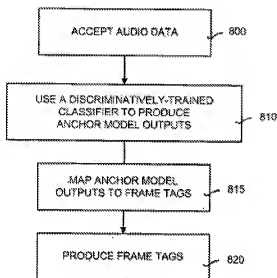 ACCEPT AUDIO DATA
800
USE A DISCRIMINATIVELY-TRAINED
CLASSIFIER TO PRODUCE
ANCHOR MODEL OUTPUTS
810
MAP ANCHOR MODEL
OUTPUTS TO FRAME TAGS
815
PRODUCE FRAME TAGS
820